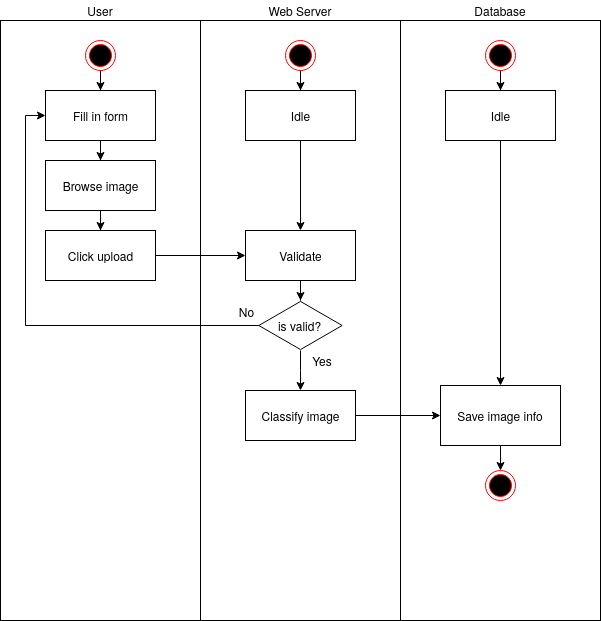 User
Web Server
Database
Fill in form
Idle
Idle
Browse image
Click upload
Validate
No
is valid?
Yes
Classify image
Save image info